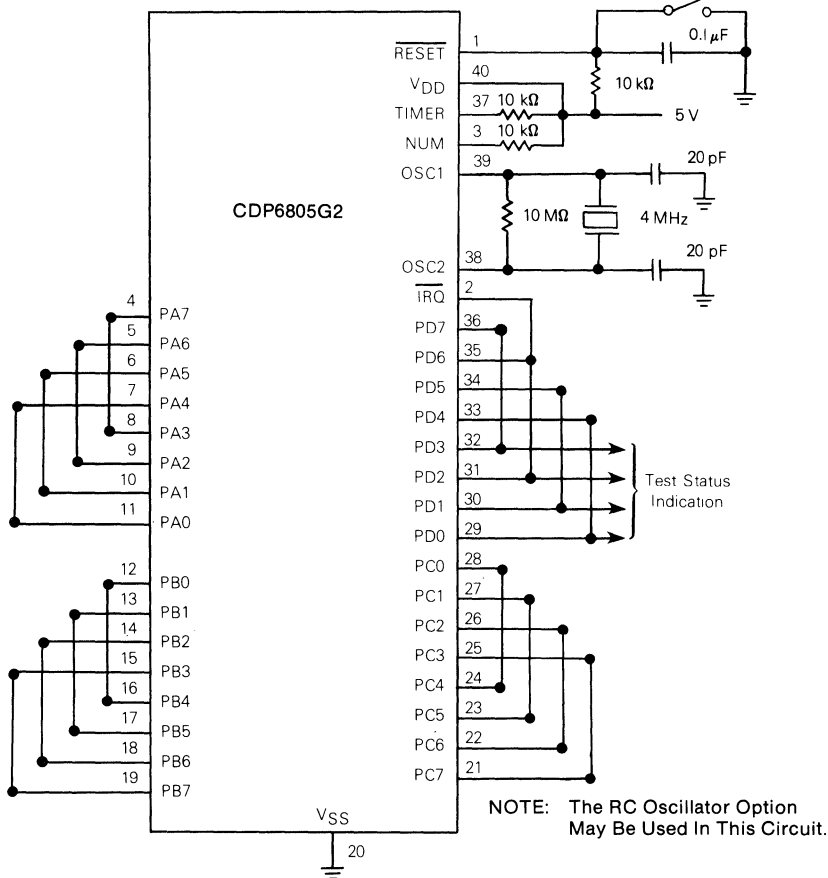 1
RESET
0.1 µF
40
VDD
10 kΩ
37 10 kΩ
TIMER
5 V
3 10 kΩ
NUM
39
OSC1
20 pF
CDP6805G2
10 MΩ
4 MHz
38
20 pF
OSC2
2
IRQ
4 PA7
36 PD7
5 PA6
35 PD6
6 PA5
34 PD5
7 PA4
33 PD4
8 PA3
32 PD3
9 PA2
31 PD2
Test Status
Indication
10 PA1
30 PD1
11 PA0
29 PD0
28 PC0
12 PB0
27 PC1
13 PB1
26 PC2
14 PB2
25 PC3
15 PB3
24 PC4
16 PB4
23 PC5
17 PB5
22 PC6
18 PB6
21 PC7
19 PB7
VSS
20
NOTE: The RC Oscillator Option
May Be Used In This Circuit.